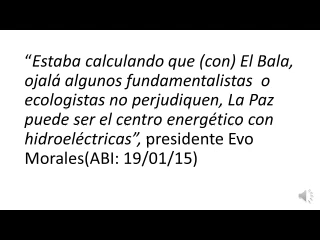 “Estaba calculando que (con) El Bala,
ojalá algunos fundamentalistas o
ecologistas no perjudiquen, La Paz
puede ser el centro energético con
hidroeléctricas”, presidente Evo
Morales(ABI: 19/01/15)